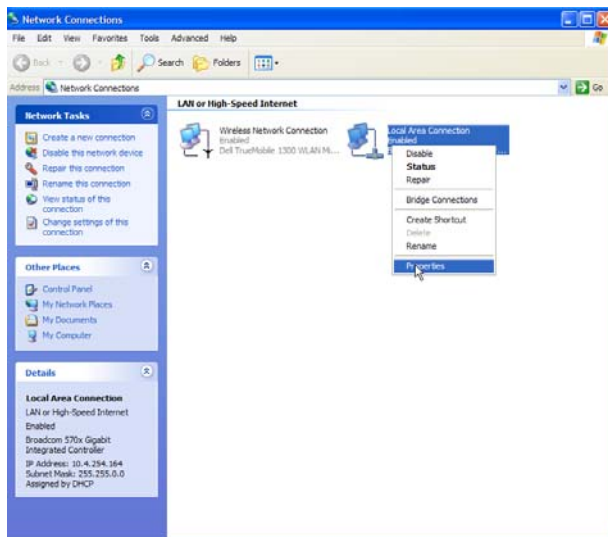 Network Connections
File Edit View Favorites Tools Advanced Help
Back Search Folders
Address Network Connections Go
Network Tasks
Create a new connection
Disable this network device
Repair this connection
Rename this connection
View status of this
connection
Change settings of this
connection
Other Places
Control Panel
My Network Places
My Documents
My Computer
Details
Local Area Connection
LAN or High-Speed Internet
Enabled
Broadcom 570x Gigabit
Integrated Controller
IP Address: 10.4.254.164
Subnet Mask: 255.255.0.0
Assigned by DHCP
LAN or High-Speed Internet
Wireless Network Connection
Enabled
Dell TrueMobile 1300 WLAN Mi...
Local Area Connection
Enabled
Disable
Status
Repair
Bridge Connections
Create Shortcut
Delete
Rename
Properties